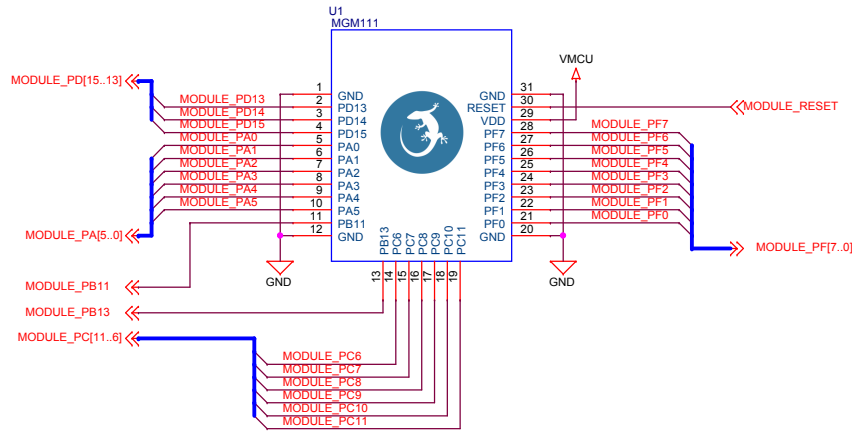 U1
MGM111
VMCU
MODULE_PD[15..13]
1 GND
MODULE_PD13 2 PD13
MODULE_PD14 3 PD14
MODULE_PD15 4 PD15
MODULE_PA0 5 PA0
MODULE_PA1 6 PA1
MODULE_PA2 7 PA2
MODULE_PA3 8 PA3
MODULE_PA4 9 PA4
MODULE_PA5 10 PA5
11 PB11
12 GND
GND 31
RESET 30 MODULE_RESET
VDD 29
PF7 28 MODULE_PF7
PF6 27 MODULE_PF6
PF5 26 MODULE_PF5
PF4 25 MODULE_PF4
PF3 24 MODULE_PF3
PF2 23 MODULE_PF2
PF1 22 MODULE_PF1
PF0 21 MODULE_PF0
GND 20
MODULE_PA[5..0]
MODULE_PF[7..0]
PB13 PC6 PC7 PC8 PC9 PC10 PC11
13 14 15 16 17 18 19
GND
GND
MODULE_PB11
MODULE_PB13
MODULE_PC[11..6]
MODULE_PC6
MODULE_PC7
MODULE_PC8
MODULE_PC9
MODULE_PC10
MODULE_PC11